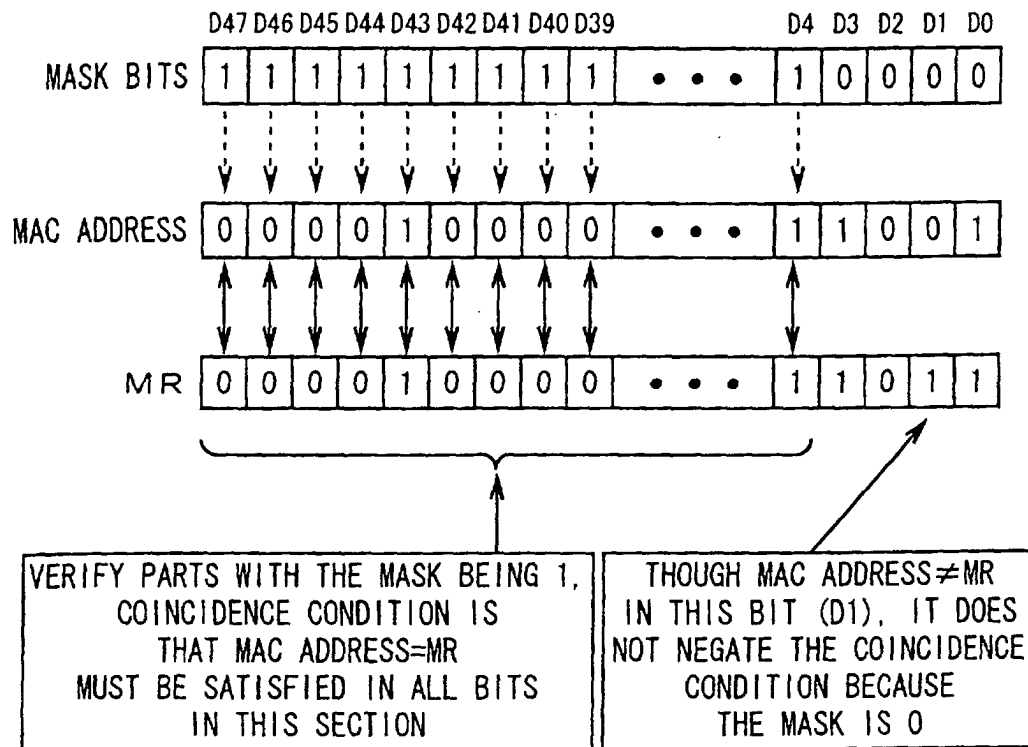 D47 D46 D45 D44 D43 D42 D41 D40 D39 D4 D3 D2 D1 D0
MASK BITS 1 1 1 1 1 1 1 1 1 • • • 1 0 0 0 0
MAC ADDRESS 0 0 0 0 1 0 0 0 0 • • • 1 1 0 0 1
MR 0 0 0 0 1 0 0 0 0 • • • 1 1 0 1 1
VERIFY PARTS WITH THE MASK BEING 1,
COINCIDENCE CONDITION IS
THAT MAC ADDRESS=MR
MUST BE SATISFIED IN ALL BITS
IN THIS SECTION
THOUGH MAC ADDRESS≠MR
IN THIS BIT (D1), IT DOES
NOT NEGATE THE COINCIDENCE
CONDITION BECAUSE
THE MASK IS 0